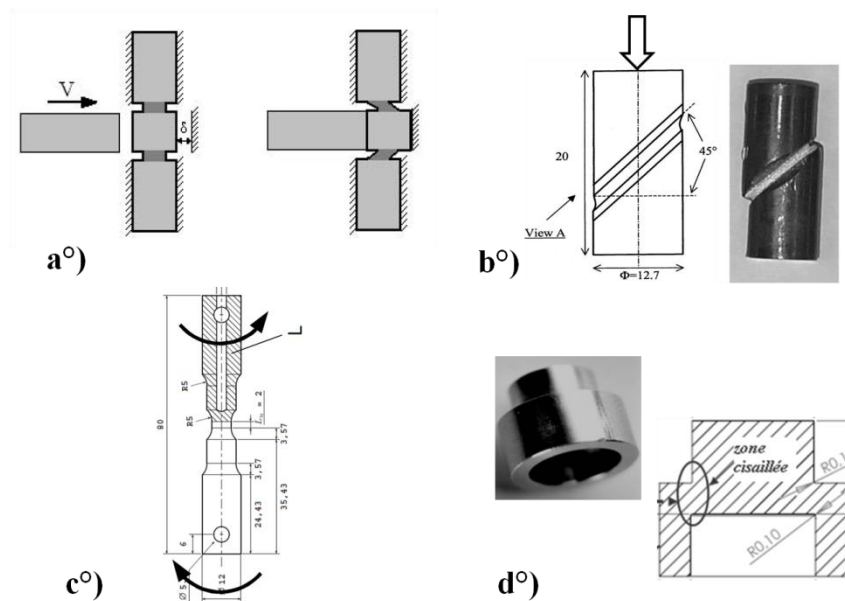 V
δ
a°)
20
45°
View A
Φ=12.7
b°)
80
R5
R5
L
= 2
3,57
3,57
24,43
35,43
6
Ø 5
12
c°)
zone
cisaillée
R0,1
R0,10
d°)